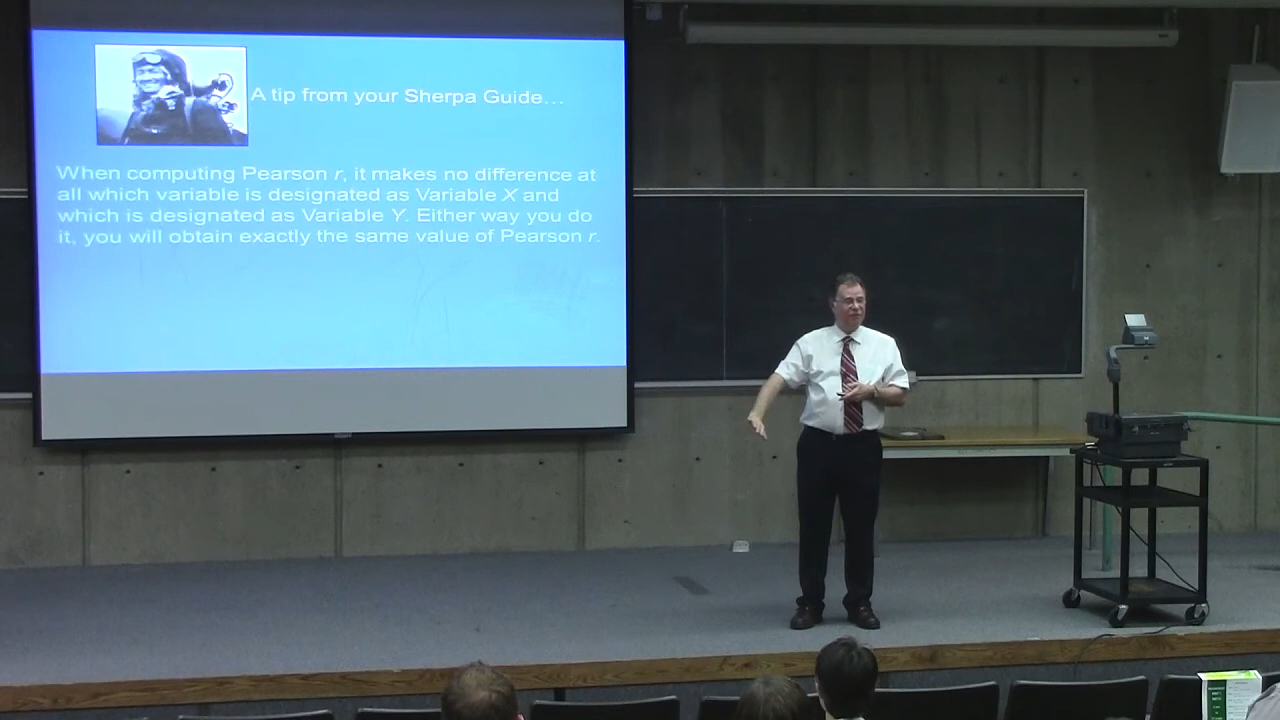 A tip from your Sherpa Guide…
When computing Pearson r, it makes no difference at
all which variable is designated as Variable X and
which is designated as Variable Y. Either way you do
it, you will obtain exactly the same value of Pearson r.